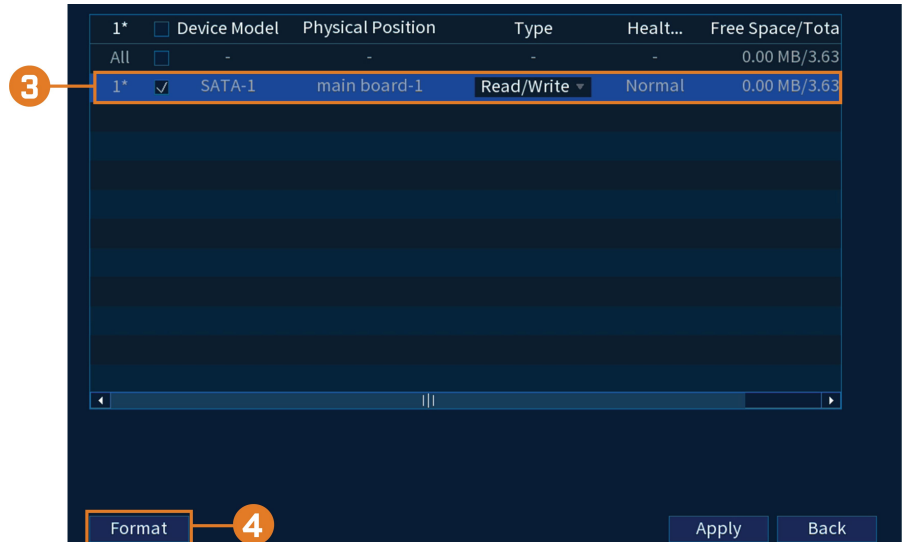 1* Device Model Physical Position Type Healt... Free Space/Tota
All - - - - 0.00 MB/3.63
3 1* SATA-1 main board-1 Read/Write Normal 0.00 MB/3.63
Format 4 Apply Back